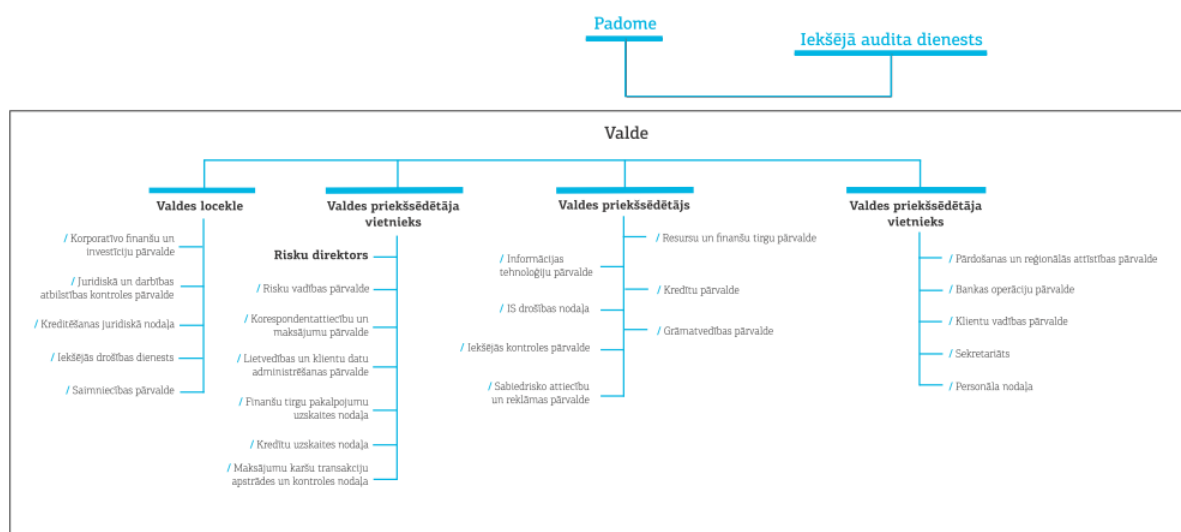 Padome
Iekšējā audita dienests
Valde
Valdes locekle
/ Korporatīvo finanšu un
investīciju pārvalde
/ Juridiskā un darbības
atbilstības kontroles pārvalde
/ Kreditēšanas juridiskā nodaļa
/ Iekšējās drošības dienests
/ Saimniecības pārvalde
Valdes priekšsēdētāja
vietnieks
Risku direktors
/ Risku vadības pārvalde
/ Korespondentattiecību un
maksājumu pārvalde
/ Lietvedības un klientu datu
administrēšanas pārvalde
/ Finanšu tirgu pakalpojumu
uzskaites nodaļa
/ Kredītu uzskaites nodaļa
/ Maksājumu karšu transakciju
apstrādes un kontroles nodaļa
Valdes priekšsēdētājs
/ Resursu un finanšu tirgu pārvalde
/ Informācijas
tehnoloģiju pārvalde
/ Kredītu pārvalde
/ IS drošības nodaļa
/ Grāmatvedības pārvalde
/ Iekšējās kontroles pārvalde
/ Sabiedrisko attiecību
un reklāmas pārvalde
Valdes priekšsēdētāja
vietnieks
/ Pārdošanas un reģionālās attīstības pārvalde
/ Bankas operāciju pārvalde
/ Klientu vadības pārvalde
/ Sekretariāts
/ Personāla nodaļa